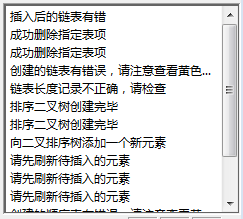 插入后的链表有错
成功删除指定表项
成功删除指定表项
创建的链表有错误，请注意查看黄色...
链表长度记录不正确，请检查
排序二叉树创建完毕
排序二叉树创建完毕
向二叉排序树添加一个新元素
请先刷新待插入的元素
请先刷新待插入的元素
请先刷新待插入的元素